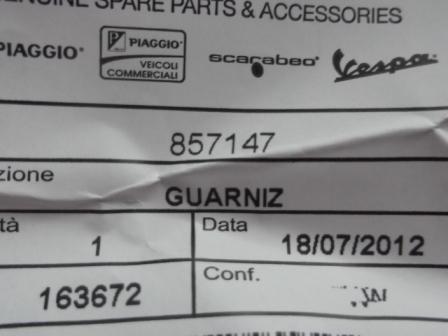 GENUINE SPARE PARTS & ACCESSORIES
PIAGGIO PIAGGIO VEICOLI COMMERCIALI scarabeo Vespa
857147
zione
GUARNIZ
tà Data
1 18/07/2012
Conf.
163672